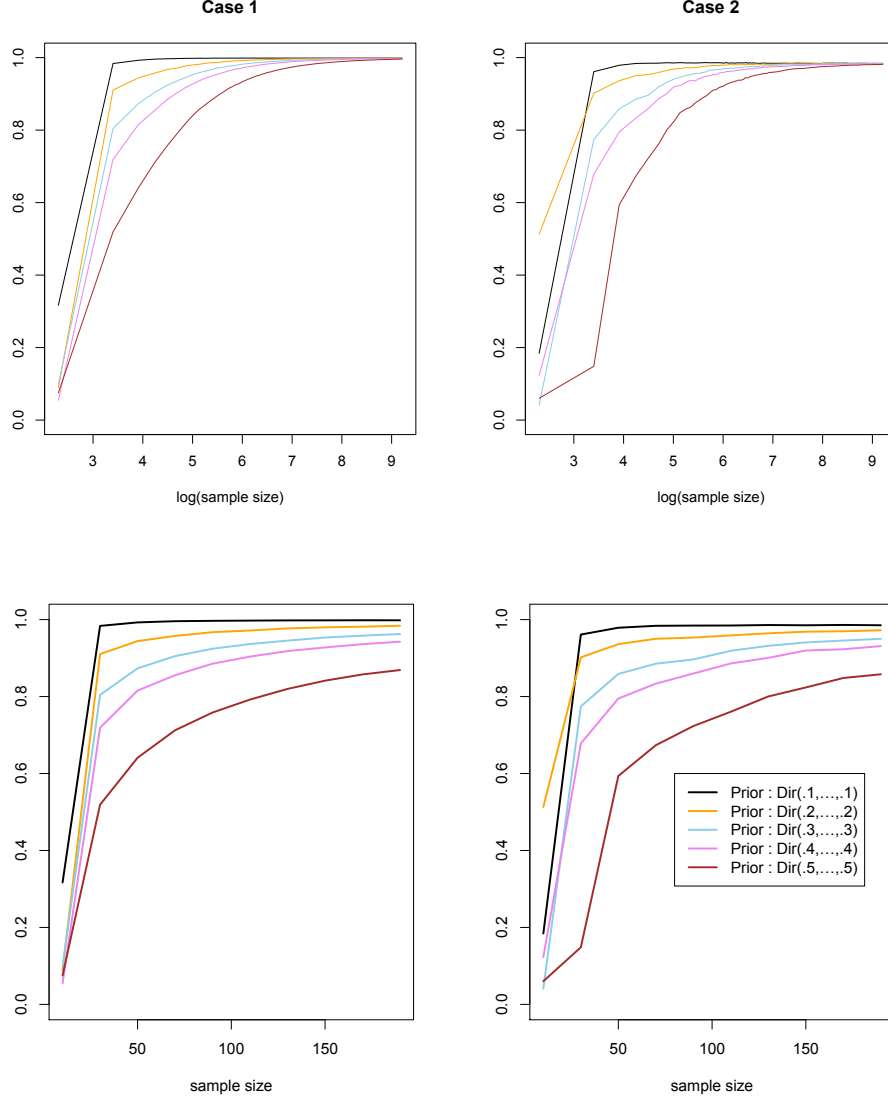 Case 1
Case 2
1.0
0.8
0.6
0.4
0.2
0.0
3 4 5 6 7 8 9
log(sample size)
1.0
0.8
0.6
0.4
0.2
0.0
3 4 5 6 7 8 9
log(sample size)
1.0
0.8
0.6
0.4
0.2
0.0
50 100 150
sample size
1.0
0.8
0.6
0.4
0.2
0.0
Prior : Dir(.1,...,.1)
Prior : Dir(.2,...,.2)
Prior : Dir(.3,...,.3)
Prior : Dir(.4,...,.4)
Prior : Dir(.5,...,.5)
50 100 150
sample size